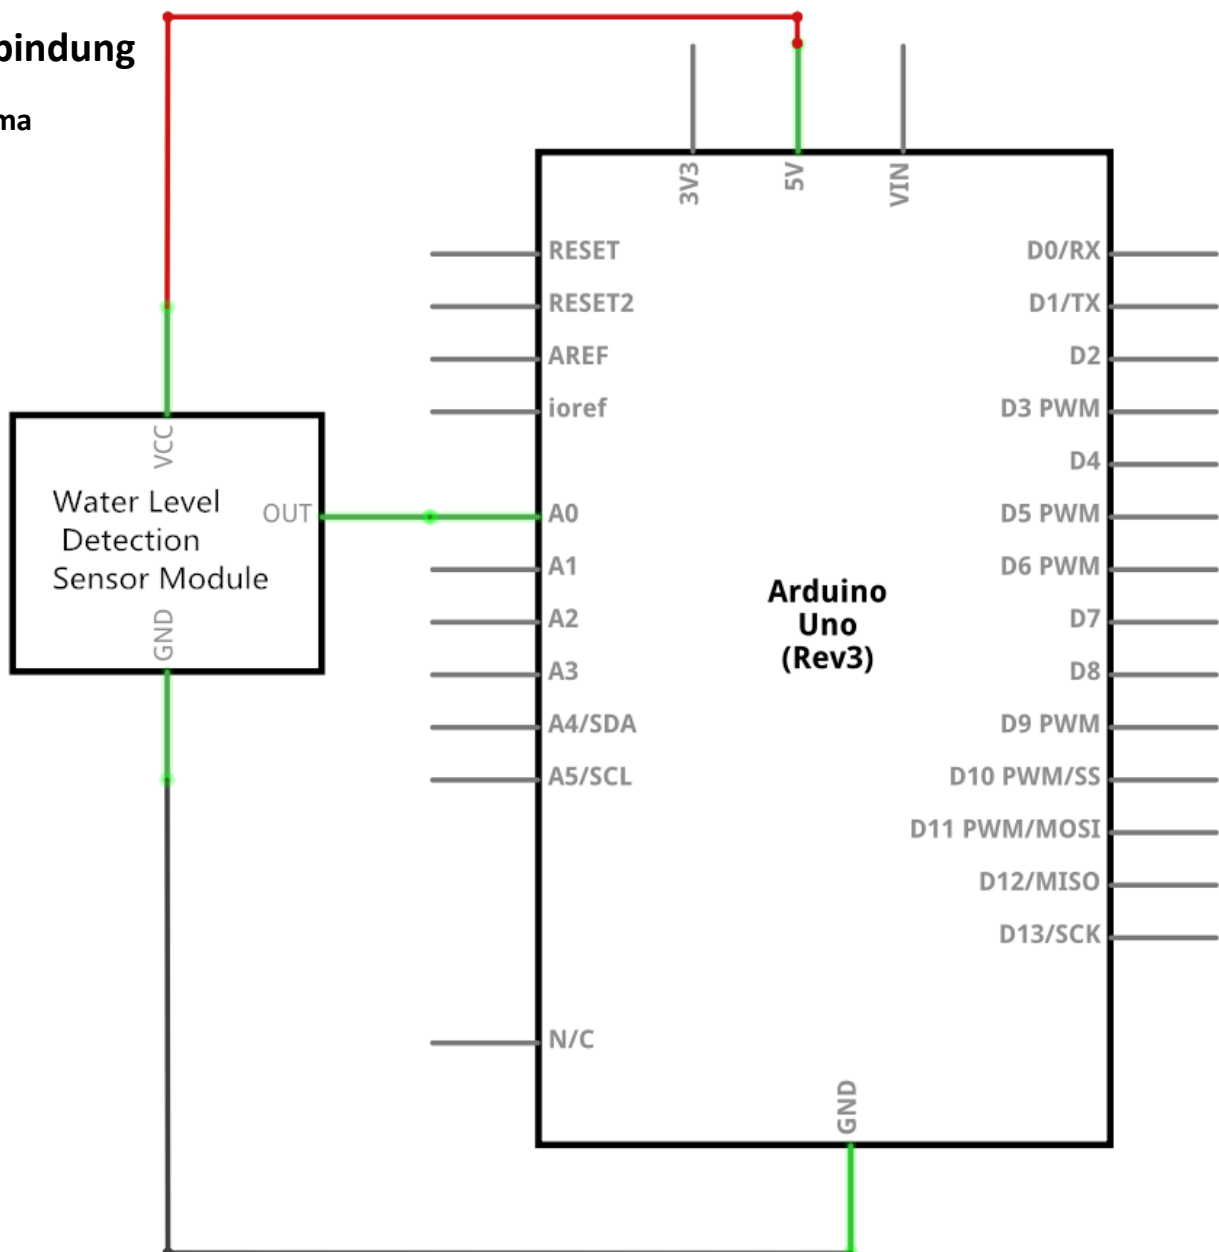 bindung
ma
3V3
5V
VIN
RESET
RESET2
AREF
ioref
A0
A1
A2
A3
A4/SDA
A5/SCL
N/C
D0/RX
D1/TX
D2
D3 PWM
D4
D5 PWM
D6 PWM
D7
D8
D9 PWM
D10 PWM/SS
D11 PWM/MOSI
D12/MISO
D13/SCK
GND
Arduino
Uno
(Rev3)
VCC
Water Level
Detection
Sensor Module
OUT
GND